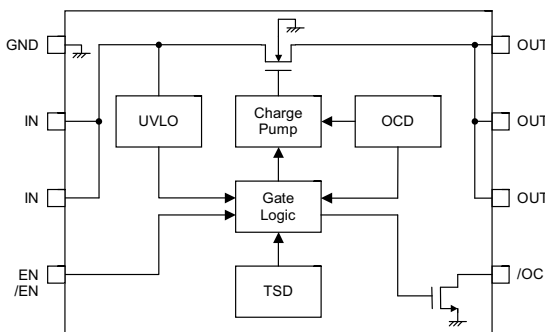 GND
OUT
IN
UVLO
Charge
Pump
OCD
OUT
IN
Gate
Logic
OUT
EN
/EN
TSD
/OC